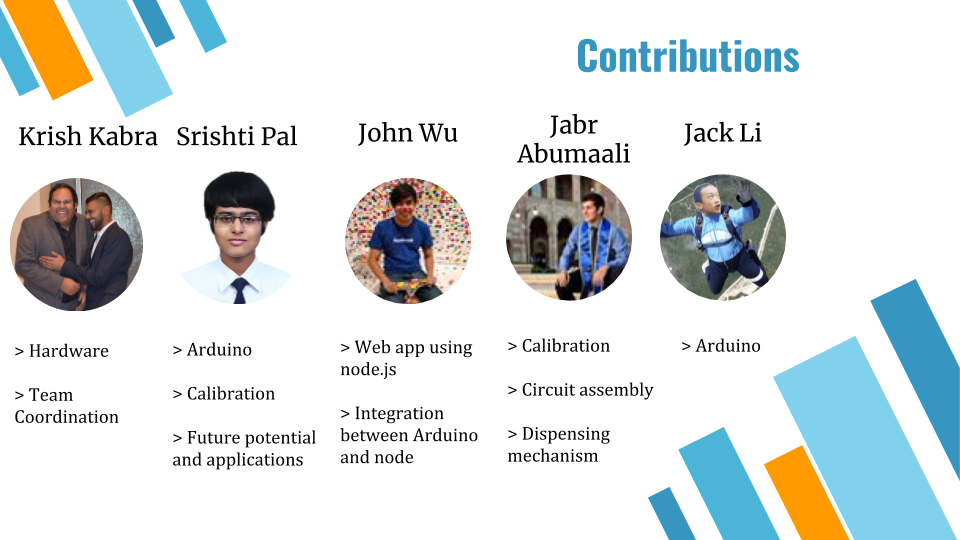 Contributions
Krish Kabra
> Hardware
> Team
Coordination
Srishti Pal
> Arduino
> Calibration
> Future potential
and applications
John Wu
> Web app using
node.js
> Integration
between Arduino
and node
Jabr
Abumaali
> Calibration
> Circuit assembly
> Dispensing
mechanism
Jack Li
> Arduino